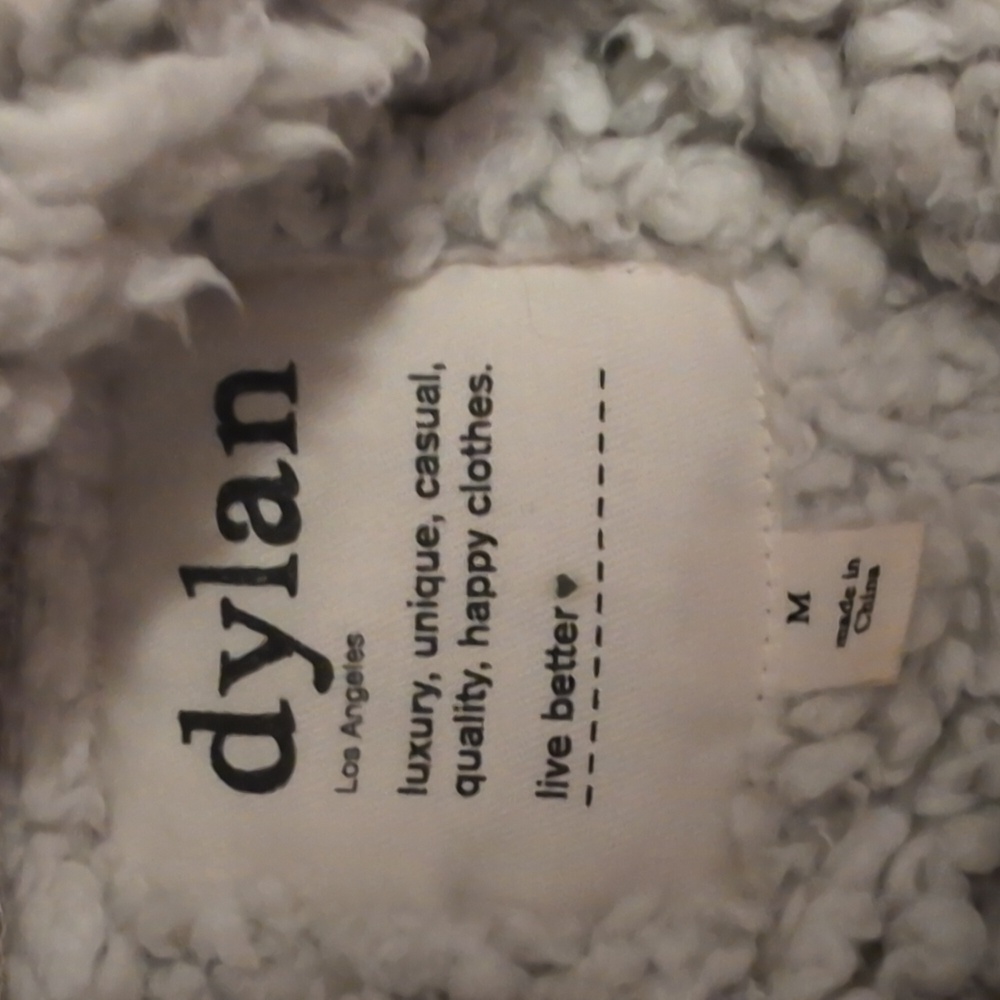 dylan
Los Angeles
luxury, unique, casual,
quality, happy clothes.
live better♥
M
made in
China